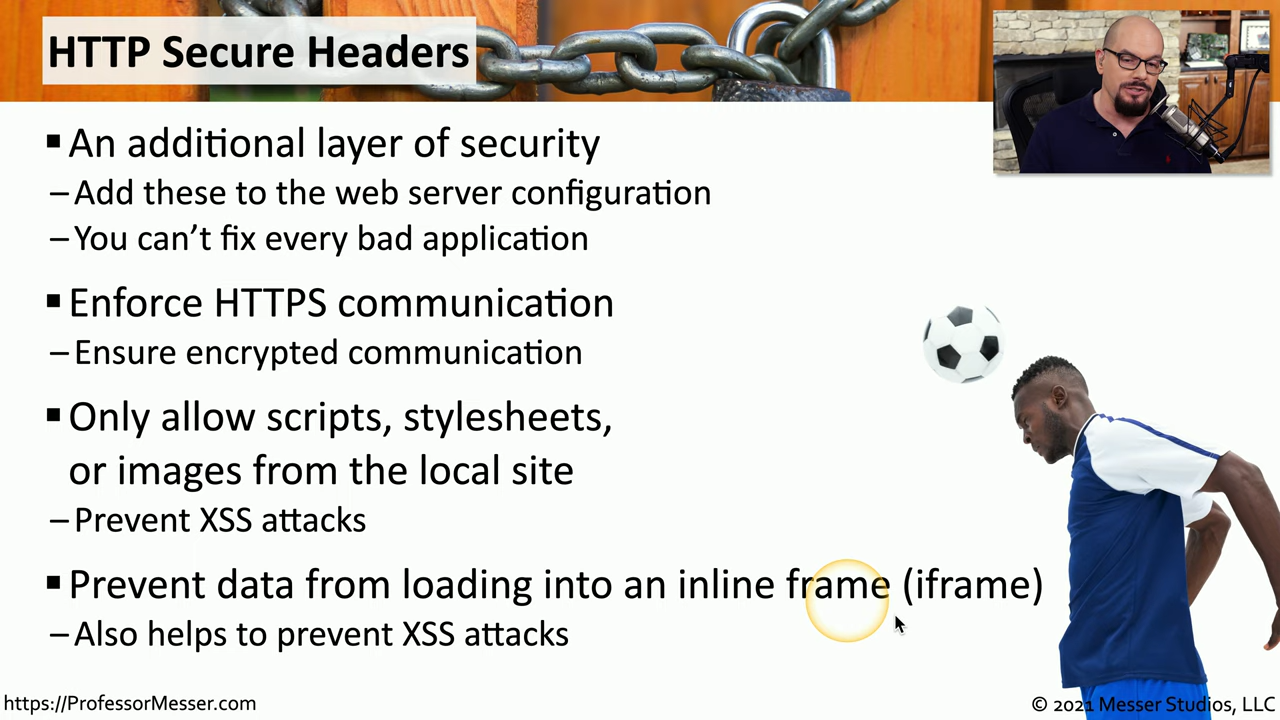 HTTP Secure Headers
▪ An additional layer of security
– Add these to the web server configuration
– You can’t fix every bad application
▪ Enforce HTTPS communication
– Ensure encrypted communication
▪ Only allow scripts, stylesheets,
or images from the local site
– Prevent XSS attacks
▪ Prevent data from loading into an inline frame (iframe)
– Also helps to prevent XSS attacks
https://ProfessorMesser.com
© 2021 Messer Studios, LLC